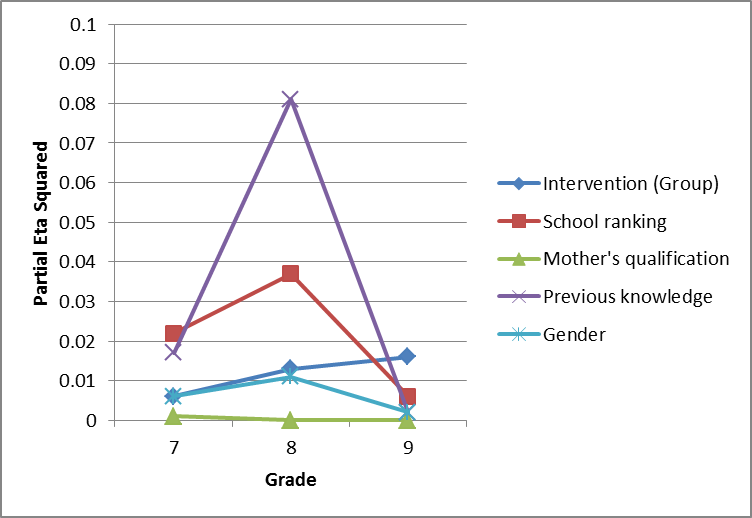 0.1
0.09
0.08
0.07
0.06
0.05
0.04
0.03
0.02
0.01
0
Partial Eta Squared
7 8 9
Grade
Intervention (Group)
School ranking
Mother's qualification
Previous knowledge
Gender